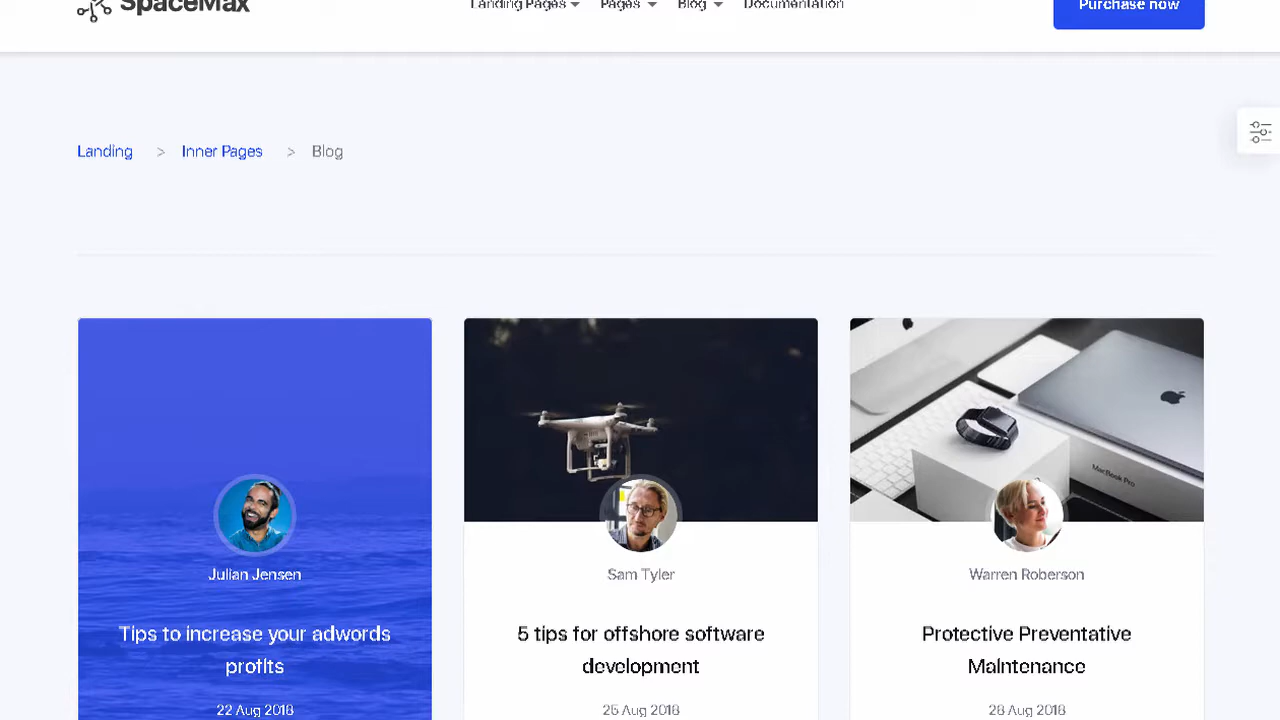 SpaceMax
Landing Pages Pages Blog Documentation
Purchase now
Landing > Inner Pages > Blog
MacBook Pro
Julian Jensen
Sam Tyler
Warren Roberson
Tips to increase your adwords
profits
5 tips for offshore software
development
Protective Preventative
Maintenance
22 Aug 2018
25 Aug 2018
28 Aug 2018